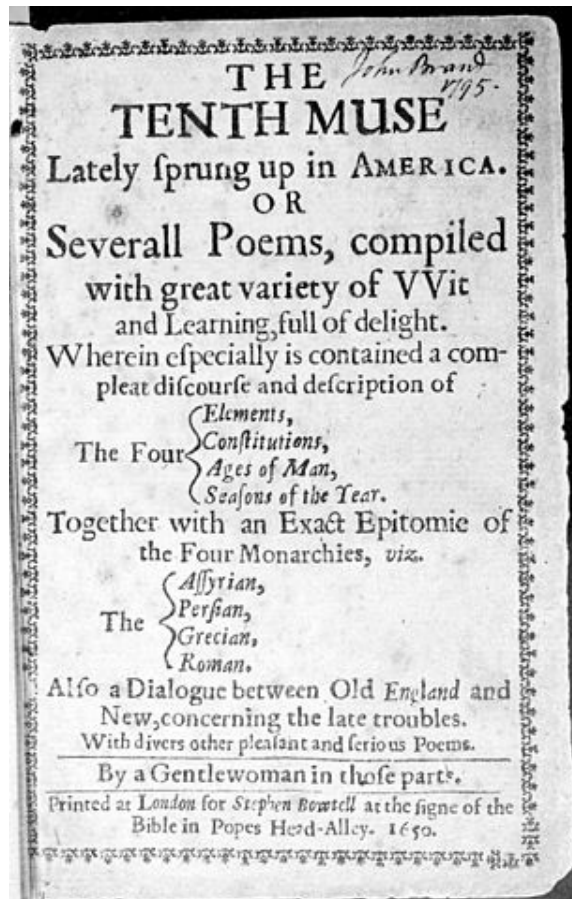 THE
John Brand
1795.
TENTH MUSE
Lately ſprung up in AMERICA.
OR
Severall Poems, compiled
with great variety of VVit
and Learning, full of delight.
Wherein eſpecially is contained a com-
pleat diſcourſe and deſcription of
The Four
Elements,
Conſtitutions,
Ages of Man,
Seaſons of the Year.
Together with an Exact Epitomie of
the Four Monarchies, viz.
The
Aſſyrian,
Perſian,
Grecian,
Roman.
Alſo a Dialogue between Old England and
New, concerning the late troubles.
With divers other pleaſant and ſerious Poems.
By a Gentlewoman in thoſe parts.
Printed at London for Stephen Bowtell at the ſigne of the
Bible in Popes Head-Alley. 1650.